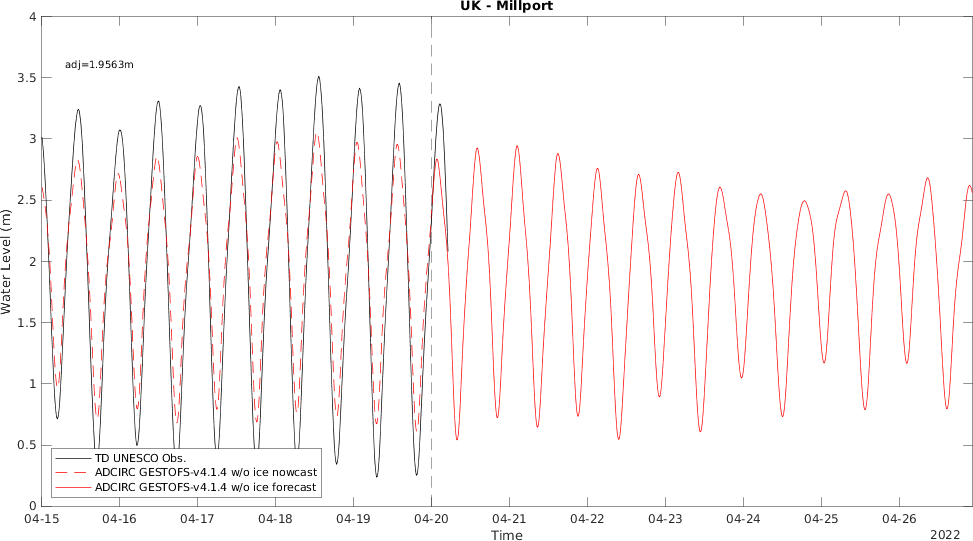 UK - Millport
4
3.5
3
2.5
2
1.5
1
0.5
0
Water Level (m)
adj=1.9563m
TD UNESCO Obs.
ADCIRC GESTOFS-v4.1.4 w/o ice nowcast
ADCIRC GESTOFS-v4.1.4 w/o ice forecast
04-15 04-16 04-17 04-18 04-19 04-20 04-21 04-22 04-23 04-24 04-25 04-26
Time
2022